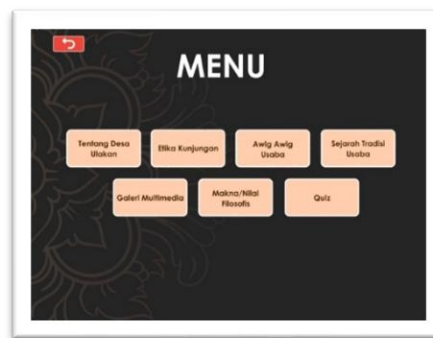 MENU
Tentang Desa
Ulakan
Etika Kunjungan
Awig Awig
Usaba
Sejarah Tradisi
Usaba
Galeri Multimedia
Makna/Nilai
Filosofis
Quiz